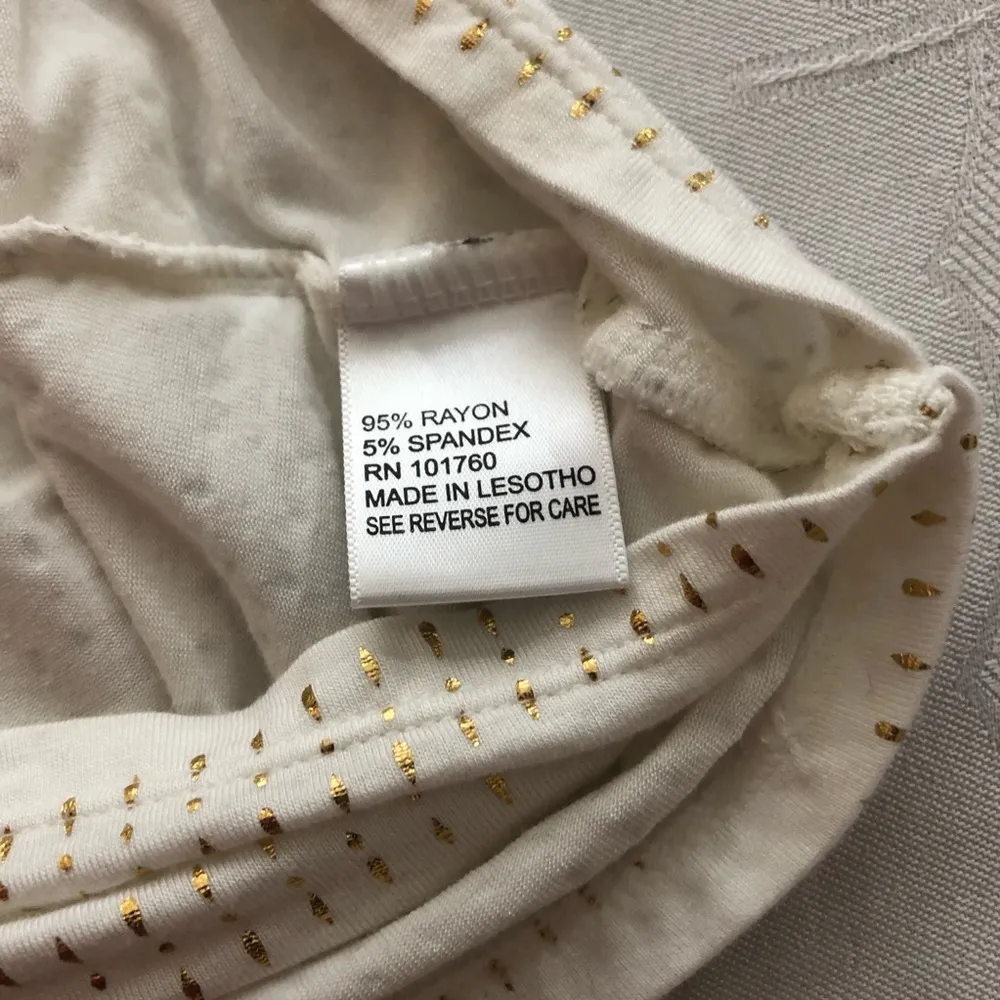 95% RAYON
5% SPANDEX
RN 101760
MADE IN LESOTHO
SEE REVERSE FOR CARE